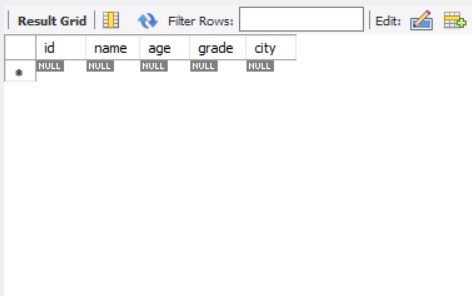 Result Grid Filter Rows: Edit:
id name age grade city
NULL NULL NULL NULL NULL